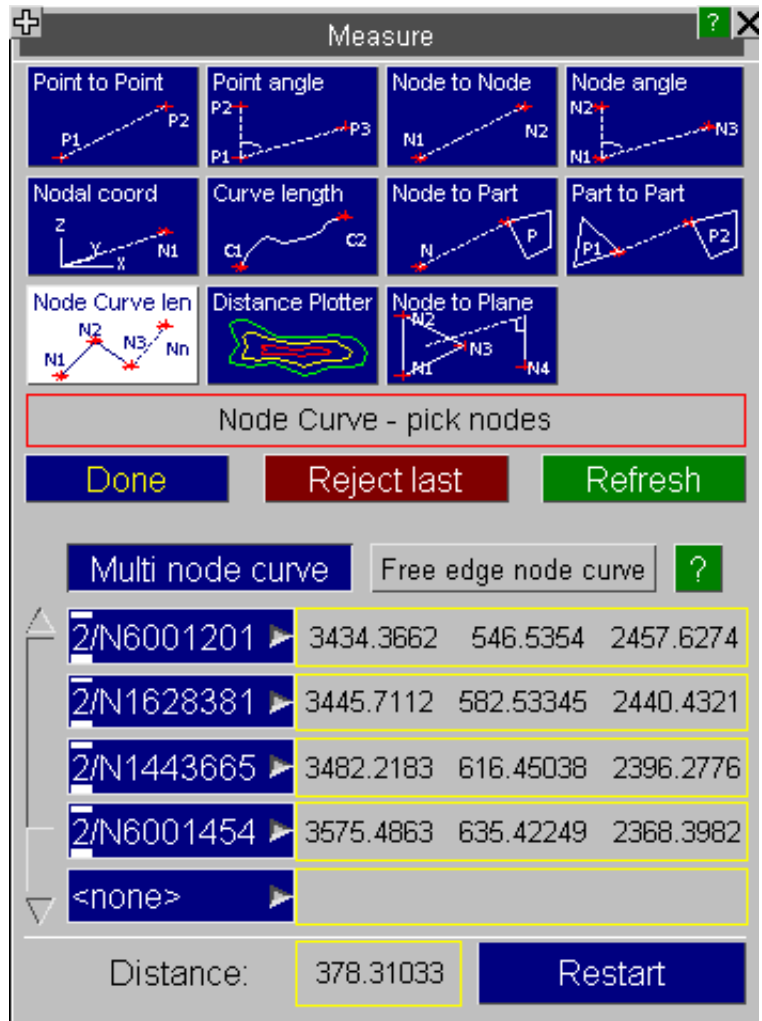 Measure ?
Point to Point
P1 P2
Point angle
P2 P3 P1
Node to Node
N1 N2
Node angle
N2 N3 N1
Nodal coord
Z Y X N1
Curve length
C1 C2
Node to Part
N P
Part to Part
P1 P2
Node Curve len
N1 N2 N3 Nn
Distance Plotter
Node to Plane
N2 N3 N1 N4
Node Curve - pick nodes
Done Reject last Refresh
Multi node curve Free edge node curve ?
2/N6001201 3434.3662 546.5354 2457.6274
2/N1628381 3445.7112 582.53345 2440.4321
2/N1443665 3482.2183 616.45038 2396.2776
2/N6001454 3575.4863 635.42249 2368.3982
<none>
Distance: 378.31033 Restart